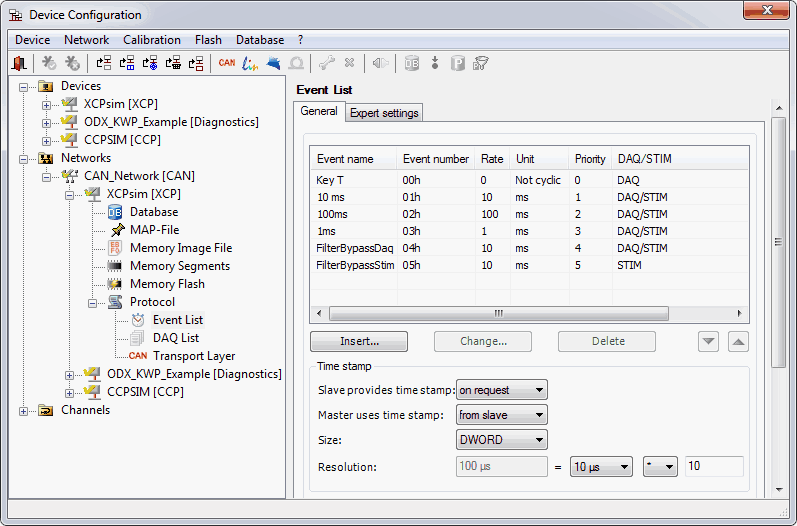 Device Configuration
Device Network Calibration Flash Database ?
CAN lin DB P
Devices
XCPsim [XCP]
ODX_KWP_Example [Diagnostics]
CCPSIM [CCP]
Networks
CAN_Network [CAN]
XCPsim [XCP]
DB Database
MAP-File
Memory Image File
Memory Segments
Memory Flash
Protocol
Event List
DAQ List
CAN Transport Layer
ODX_KWP_Example [Diagnostics]
CCPSIM [CCP]
Channels
Event List
General Expert settings
Event name Event number Rate Unit Priority DAQ/STIM
Key T 00h 0 Not cyclic 0 DAQ
10 ms 01h 10 ms 1 DAQ/STIM
100ms 02h 100 ms 2 DAQ/STIM
1ms 03h 1 ms 3 DAQ/STIM
FilterBypassDaq 04h 10 ms 4 DAQ/STIM
FilterBypassStim 05h 10 ms 5 STIM
Insert... Change... Delete
Time stamp
Slave provides time stamp: on request
Master uses time stamp: from slave
Size: DWORD
Resolution: 100 µs = 10 µs * 10